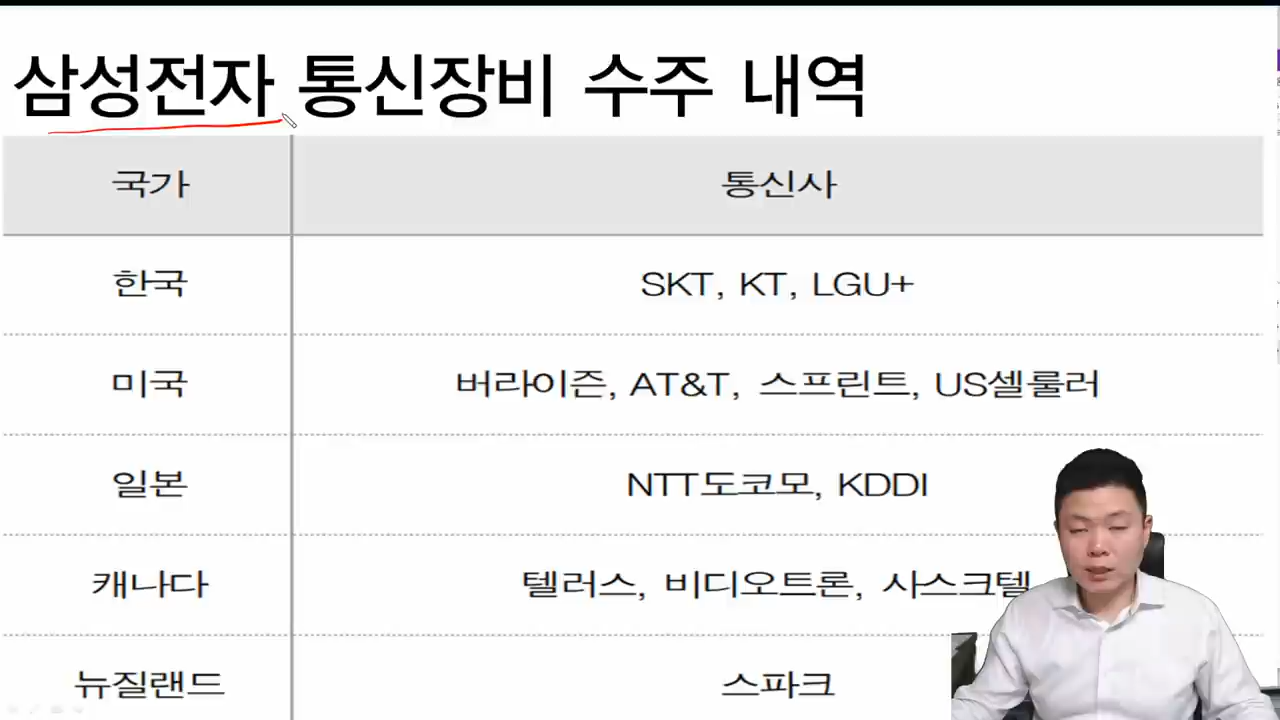 삼성전자 통신장비 수주 내역
국가 통신사
한국 SKT, KT, LGU+
미국 버라이즌, AT&T, 스프린트, US셀룰러
일본 NTT도코모, KDDI
캐나다 텔러스, 비디오트론, 사스크텔
뉴질랜드 스파크